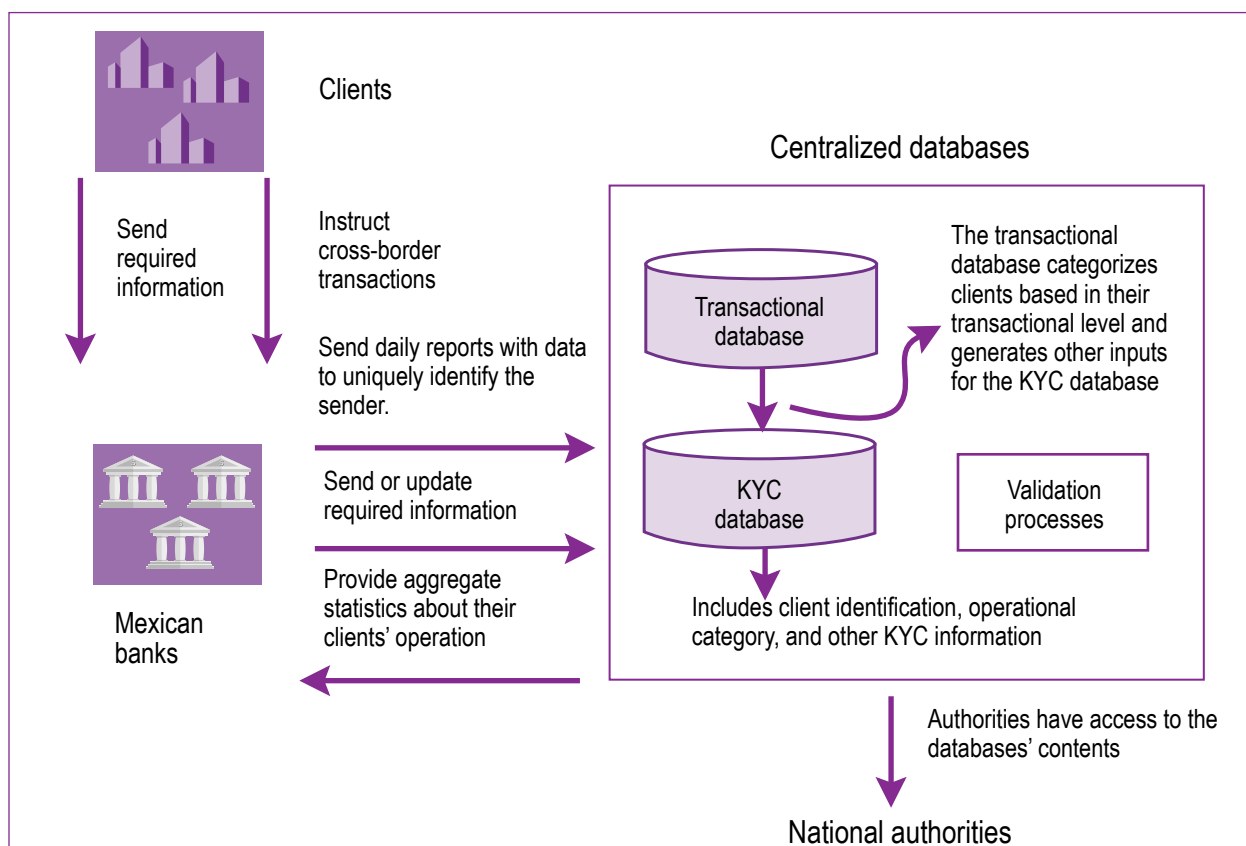 Clients
Send
required
information
Instruct
cross-border
transactions
Send daily reports with data
to uniquely identify the
sender.
Send or update
required information
Provide aggregate
statistics about their
clients’ operation
Mexican
banks
Centralized databases
Transactional
database
The transactional
database categorizes
clients based in their
transactional level and
generates other inputs
for the KYC database
KYC
database
Validation
processes
Includes client identification, operational
category, and other KYC information
Authorities have access to the
databases’ contents
National authorities